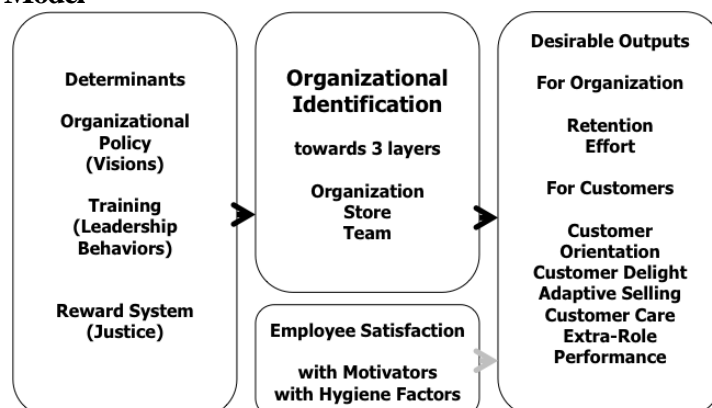 Model
Determinants
Organizational
Policy
(Visions)
Training
(Leadership
Behaviors)
Reward System
(Justice)
Organizational
Identification
towards 3 layers
Organization
Store
Team
Employee Satisfaction
with Motivators
with Hygiene Factors
Desirable Outputs
For Organization
Retention
Effort
For Customers
Customer
Orientation
Customer Delight
Adaptive Selling
Customer Care
Extra-Role
Performance